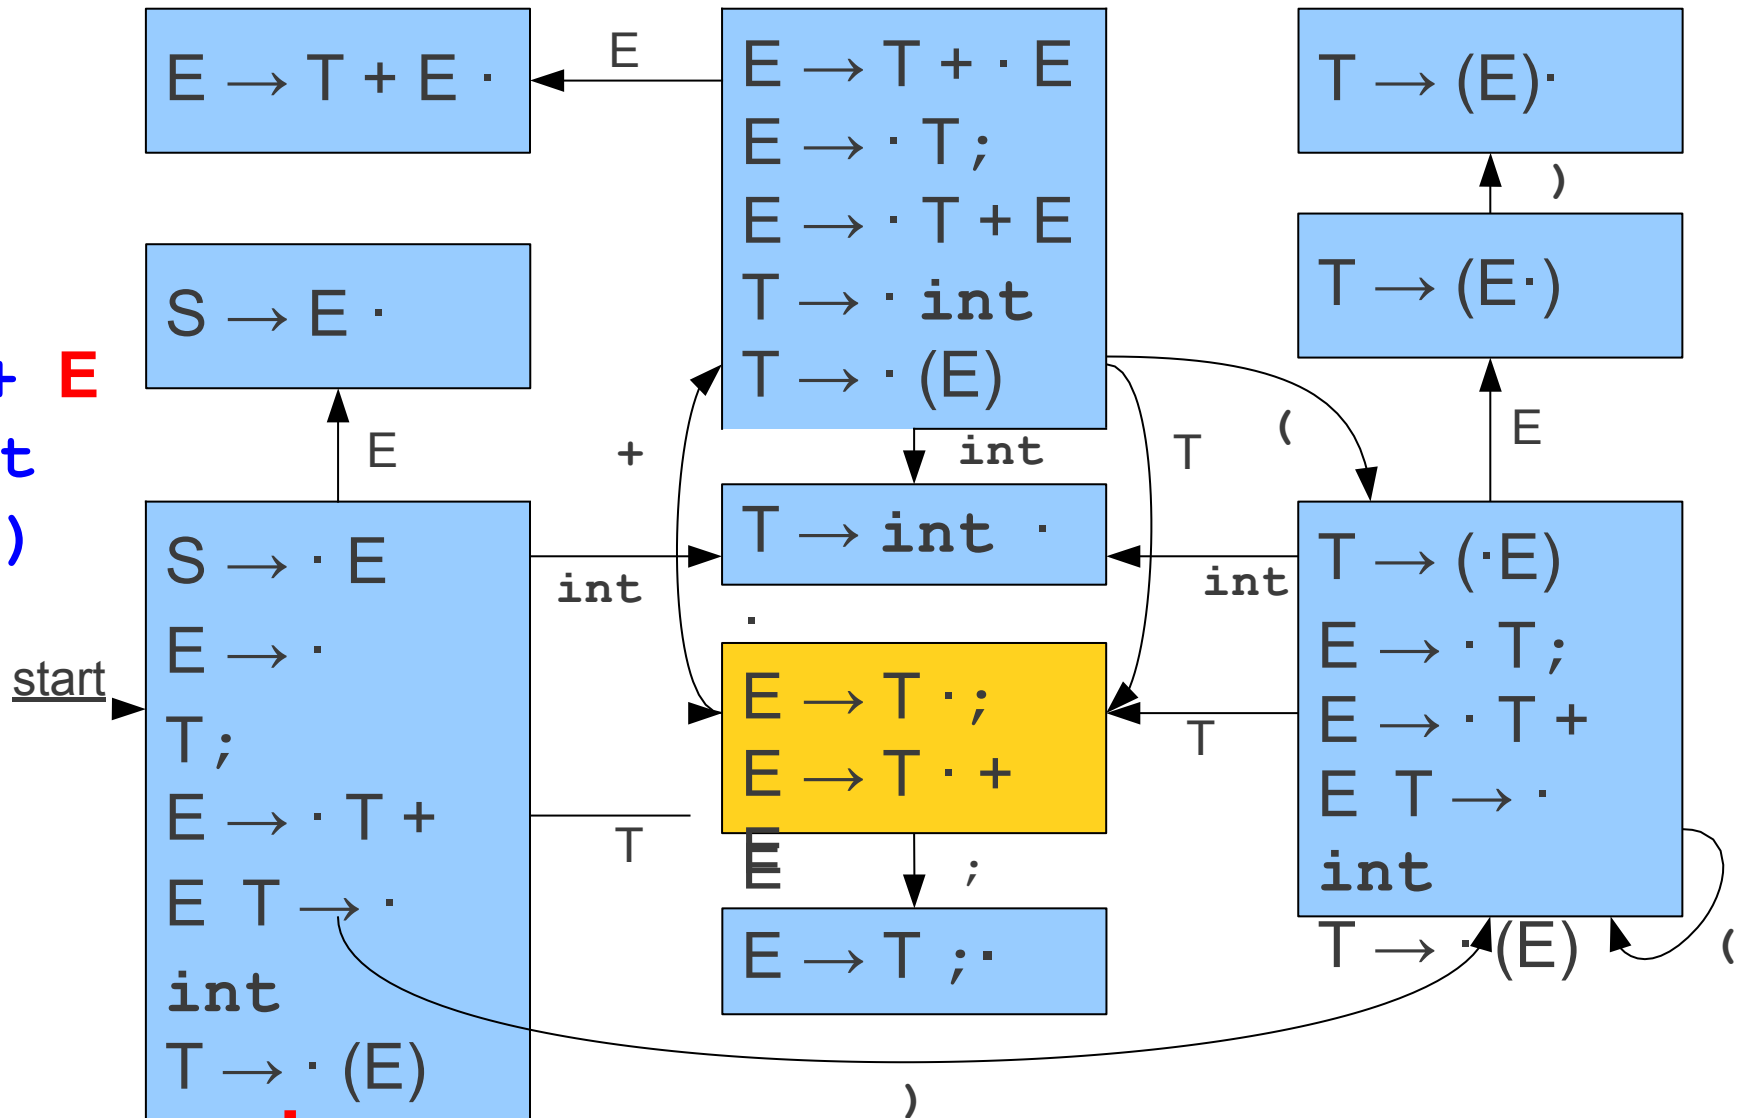 E → T + E ·
E
E → T + · E
E → · T ;
E → · T + E
T → · int
T → · (E)
T → (E)·
)
T → (E·)
S → E ·
+ E
t
)
E
+
int
T
(
E
T → int ·
·
int
int
S → · E
E → ·
T ;
E → · T +
E T → ·
int
T → · (E)
start
T
E → T · ;
E → T · +
E
E
;
T
E → T ; ·
T → (·E)
E → · T ;
E → · T +
E T → ·
int
T → · (E)
(
)